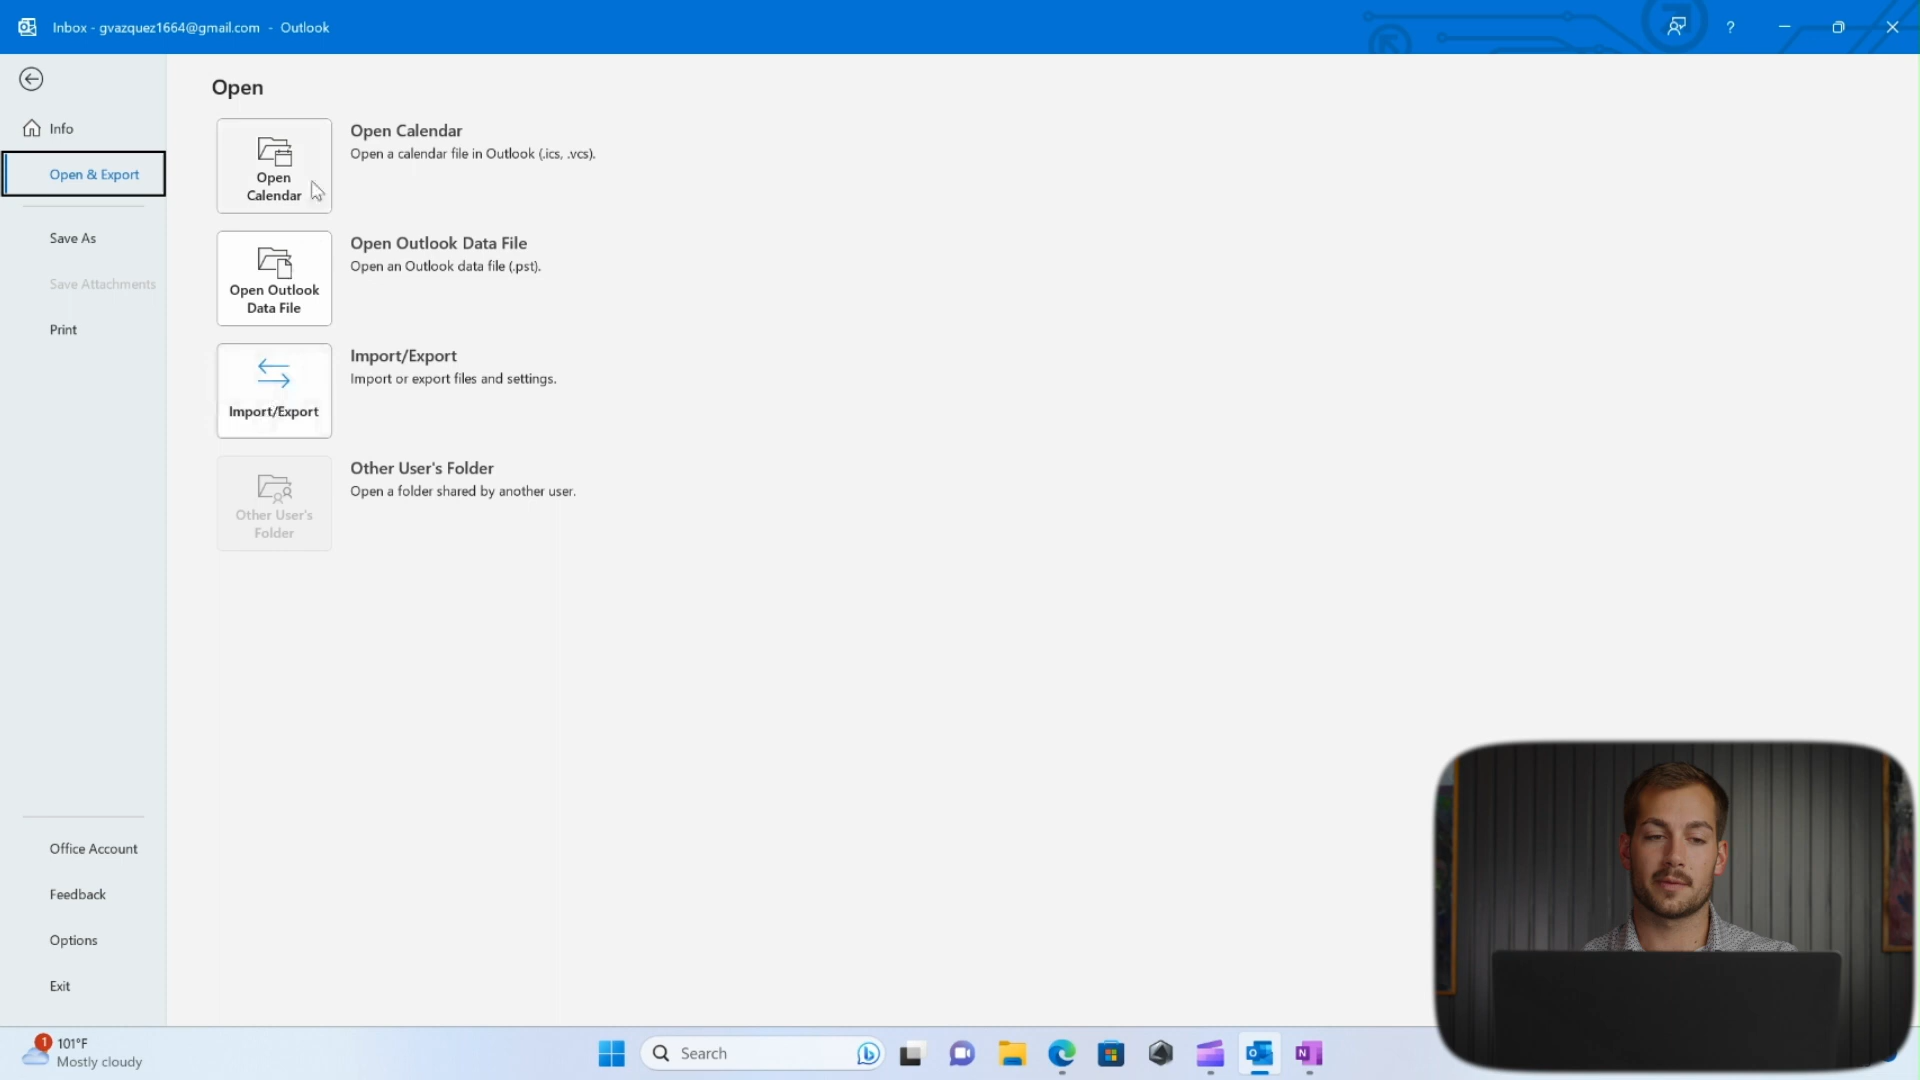 Inbox - gvazquez1664@gmail.com - Outlook
?
Info
Open & Export
Save As
Save Attachments
Print
Office Account
Feedback
Options
Exit
Open
Open
Calendar
Open Calendar
Open a calendar file in Outlook (.ics, .vcs).
Open Outlook
Data File
Open Outlook Data File
Open an Outlook data file (.pst).
Import/Export
Import/Export
Import or export files and settings.
Other User's
Folder
Other User's Folder
Open a folder shared by another user.
1
101°F
Mostly cloudy
Search